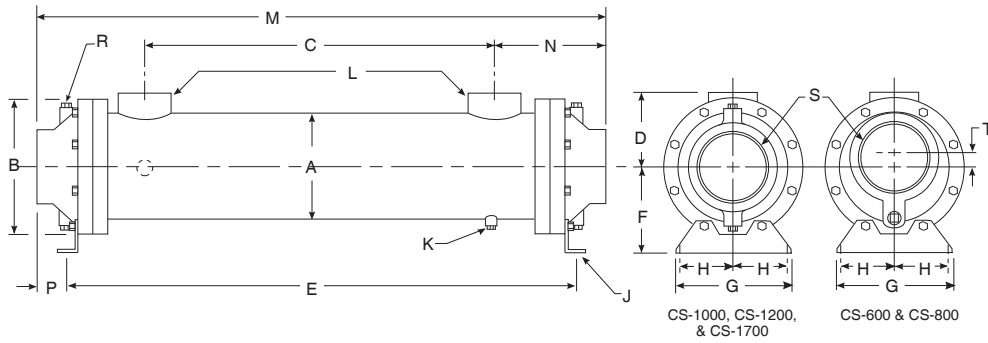 M
R
C
N
L
S
D
T
B
A
F
K
H
H
H
H
P
E
J
G
G
CS-1000, CS-1200,
& CS-1700
CS-600 & CS-800